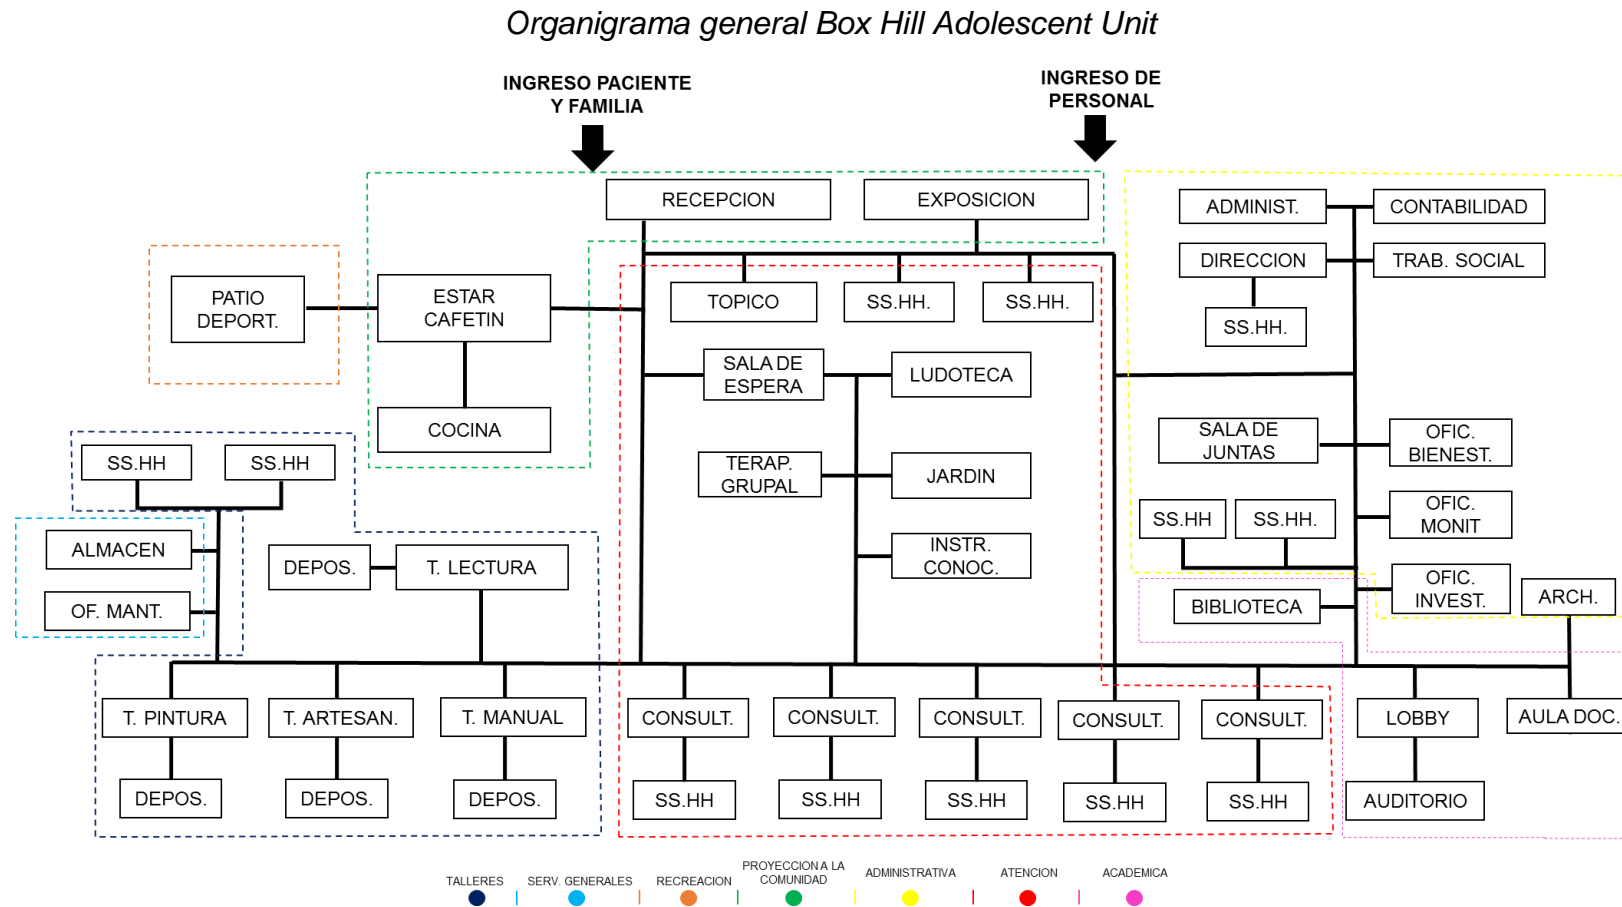 Organigrama general Box Hill Adolescent Unit
INGRESO PACIENTE
Y FAMILIA
INGRESO DE
PERSONAL
RECEPCION
EXPOSICION
ADMINIST.
CONTABILIDAD
DIRECCION
TRAB. SOCIAL
SS.HH.
PATIO
DEPORT.
ESTAR
CAFETIN
TOPICO
SS.HH.
SS.HH.
SALA DE
ESPERA
LUDOTECA
COCINA
SALA DE
JUNTAS
OFIC.
BIENEST.
SS.HH
SS.HH
TERAP.
GRUPAL
JARDIN
SS.HH
SS.HH.
OFIC.
MONIT
ALMACEN
DEPOS.
T. LECTURA
INSTR.
CONOC.
OF. MANT.
BIBLIOTECA
OFIC.
INVEST.
ARCH.
T. PINTURA
T. ARTESAN.
T. MANUAL
CONSULT.
CONSULT.
CONSULT.
CONSULT.
CONSULT.
LOBBY
AULA DOC.
DEPOS.
DEPOS.
DEPOS.
SS.HH
SS.HH
SS.HH
SS.HH
SS.HH
AUDITORIO
TALLERES
SERV. GENERALES
RECREACION
PROYECCION A LA
COMUNIDAD
ADMINISTRATIVA
ATENCION
ACADEMICA